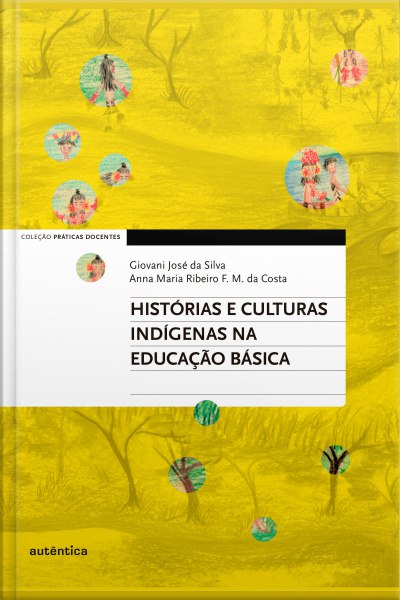 COLEÇÃO PRÁTICAS DOCENTES
Giovani José da Silva
Anna Maria Ribeiro F. M. da Costa
HISTÓRIAS E CULTURAS
INDÍGENAS NA
EDUCAÇÃO BÁSICA
autêntica